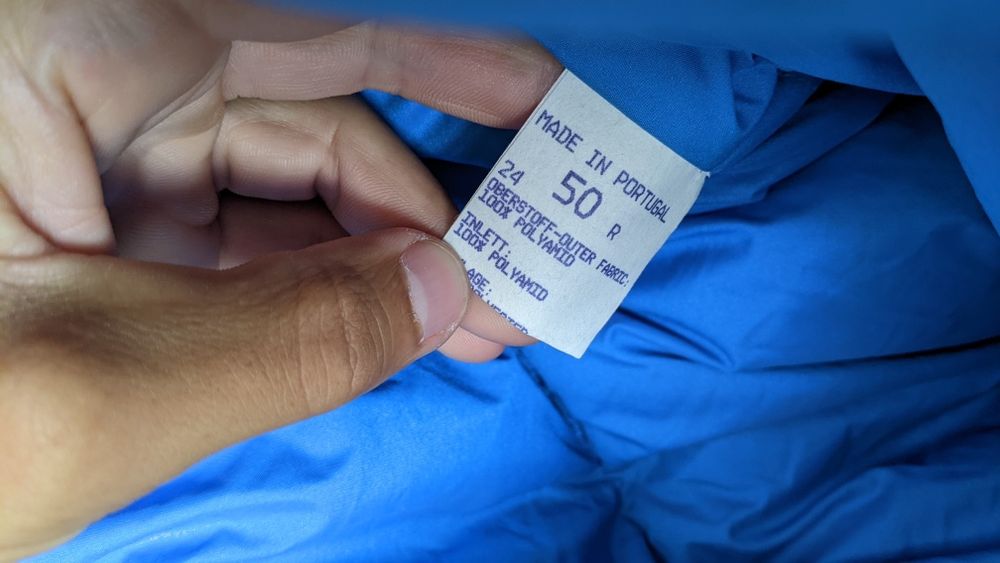 MADE IN PORTUGAL
24 50 R
OBERSTOFF-OUTER FABRIC:
100% POLYAMID
INLETT:
100% POLYAMID